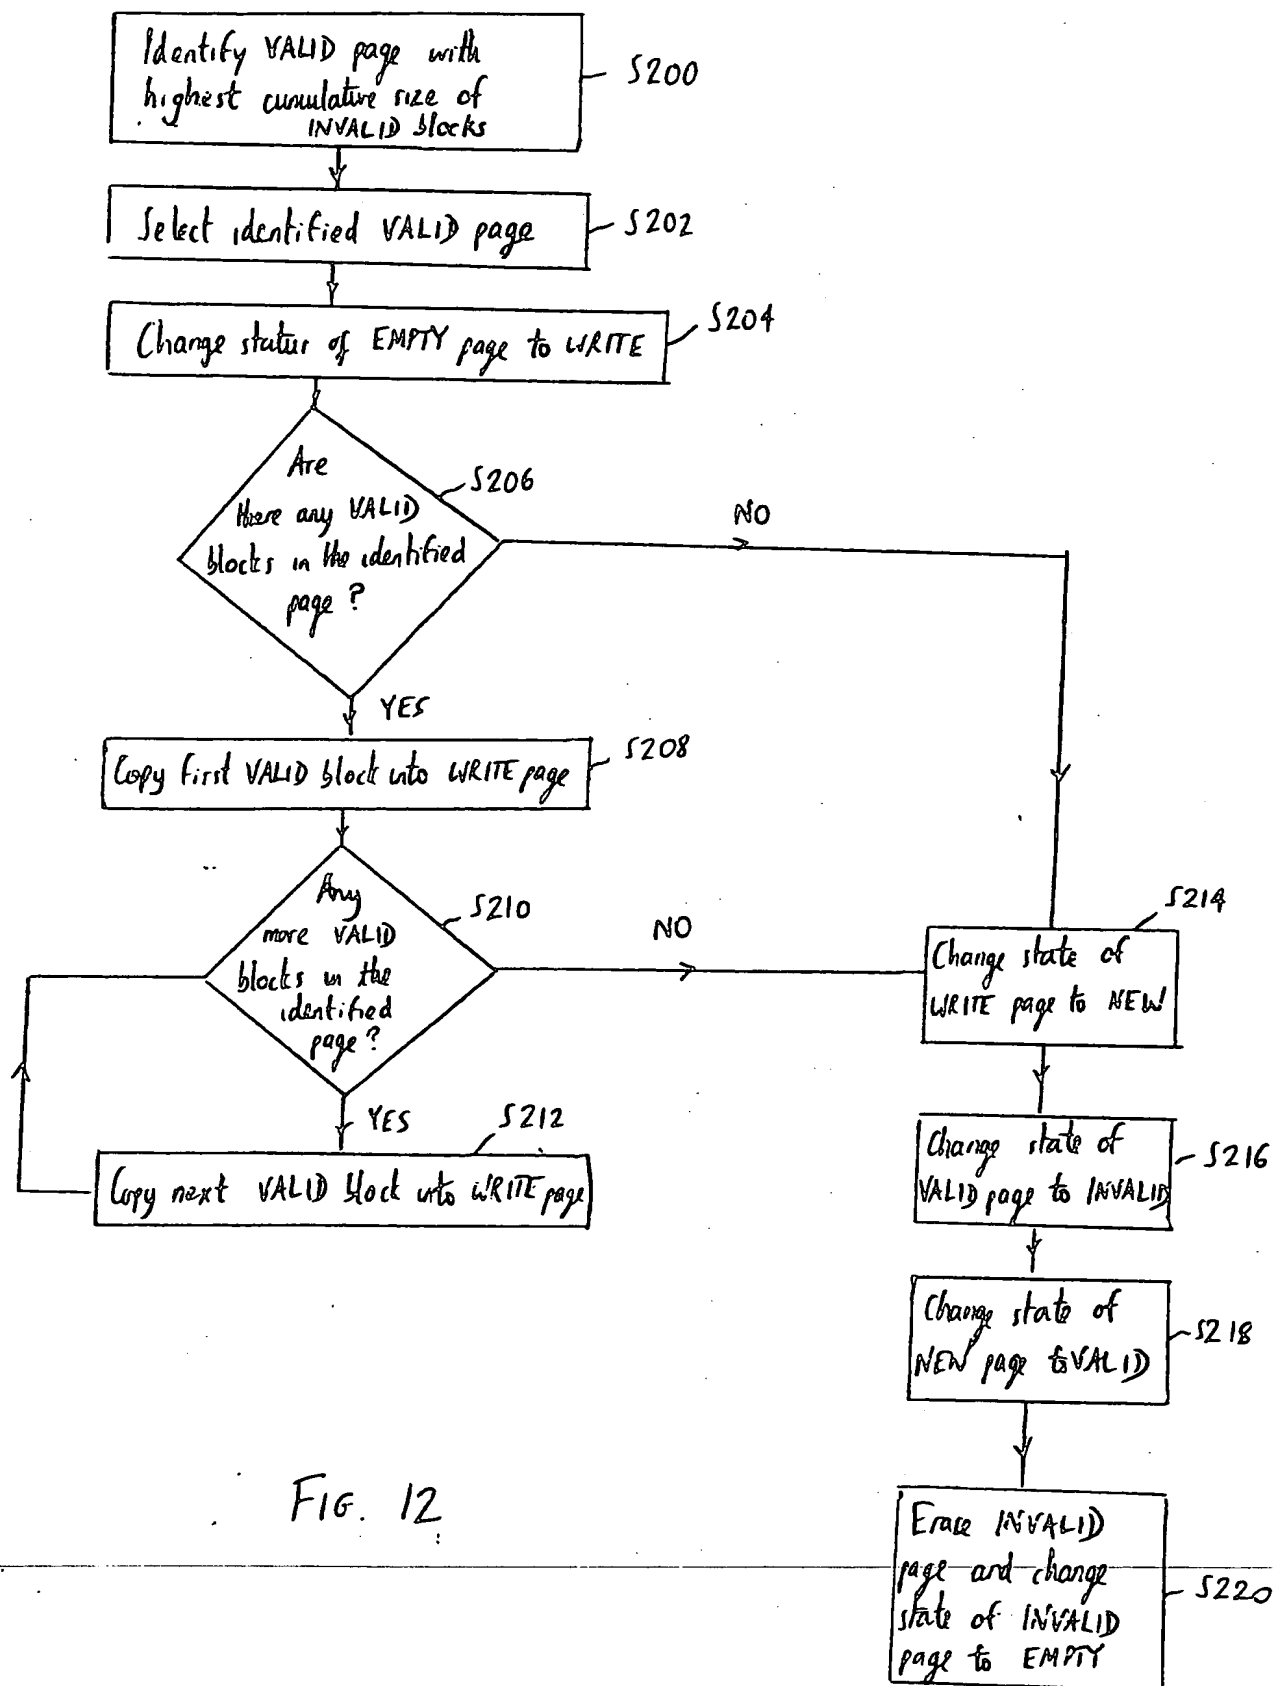 Identify VALID page with
highest cumulative size of
INVALID blocks
S200
Select identified VALID page
S202
Change status of EMPTY page to WRITE
S204
Are
there any VALID
blocks in the identified
page?
S206
NO
YES
Copy first VALID block into WRITE page
S208
Any
more VALID
blocks in the
identified
page?
S210
NO
YES
Copy next VALID block into WRITE page
S212
Change state of
WRITE page to NEW
S214
Change state of
VALID page to INVALID
S216
Change state of
NEW page to VALID
S218
Erase INVALID
page and change
state of INVALID
page to EMPTY
S220
FIG. 12